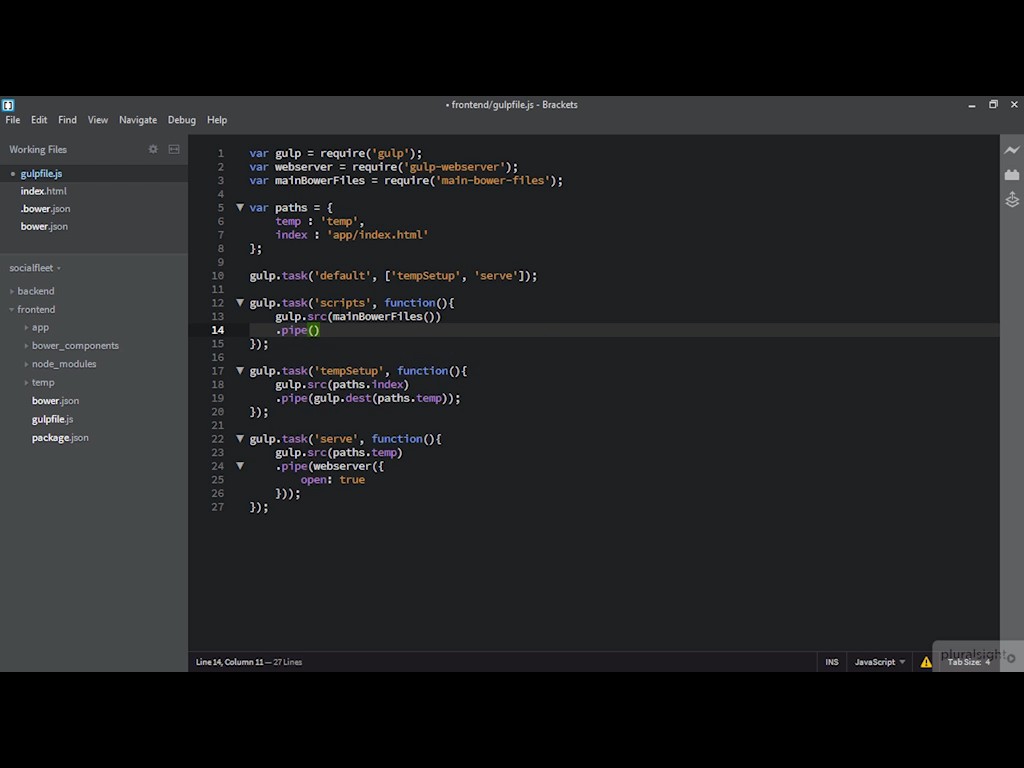 • frontend/gulpfile.js - Brackets
File Edit Find View Navigate Debug Help
Working Files
• gulpfile.js
index.html
.bower.json
bower.json
socialfleet
backend
frontend
app
bower_components
node_modules
temp
bower.json
gulpfile.js
package.json
1 var gulp = require('gulp');
2 var webserver = require('gulp-webserver');
3 var mainBowerFiles = require('main-bower-files');
4
5 var paths = {
6 temp : 'temp',
7 index : 'app/index.html'
8 };
9
10 gulp.task('default', ['tempSetup', 'serve']);
11
12 gulp.task('scripts', function(){
13 gulp.src(mainBowerFiles())
14 .pipe()
15 });
16
17 gulp.task('tempSetup', function(){
18 gulp.src(paths.index)
19 .pipe(gulp.dest(paths.temp));
20 });
21
22 gulp.task('serve', function(){
23 gulp.src(paths.temp)
24 .pipe(webserver({
25 open: true
26 }));
27 });
Line 14, Column 11 — 27 Lines
INS JavaScript Tab Size: 4
pluralsight